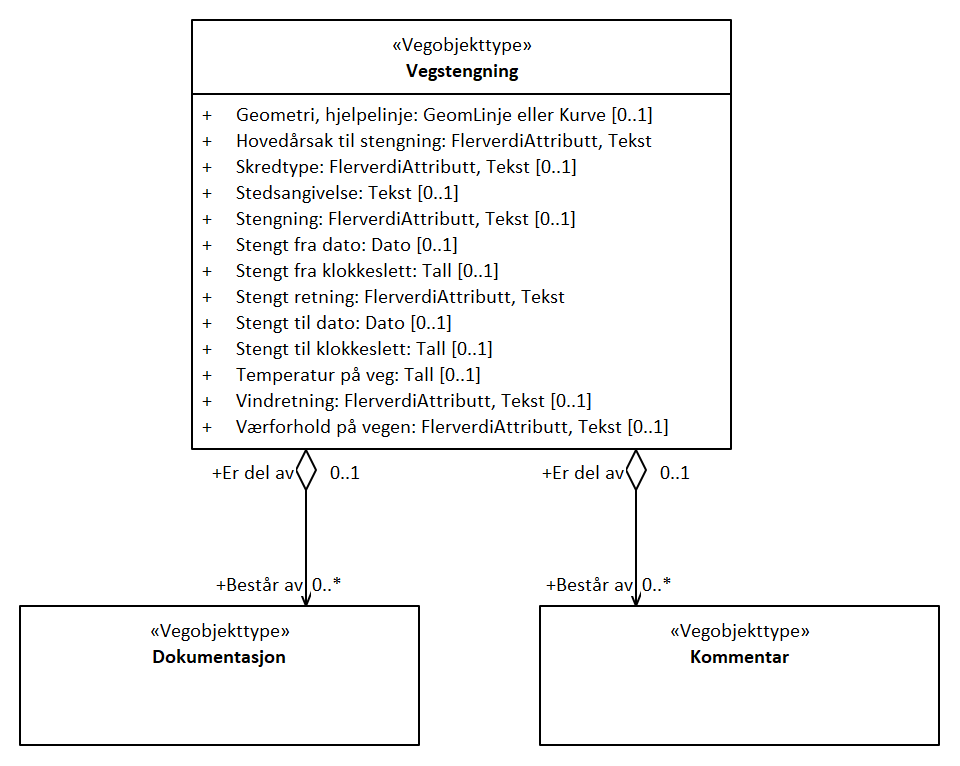 «Vegobjekttype»
Vegstengning
+ Geometri, hjelpelinje: GeomLinje eller Kurve [0..1]
+ Hovedårsak til stengning: FlerverdiAttributt, Tekst
+ Skredtype: FlerverdiAttributt, Tekst [0..1]
+ Stedsangivelse: Tekst [0..1]
+ Stengning: FlerverdiAttributt, Tekst [0..1]
+ Stengt fra dato: Dato [0..1]
+ Stengt fra klokkeslett: Tall [0..1]
+ Stengt retning: FlerverdiAttributt, Tekst
+ Stengt til dato: Dato [0..1]
+ Stengt til klokkeslett: Tall [0..1]
+ Temperatur på veg: Tall [0..1]
+ Vindretning: FlerverdiAttributt, Tekst [0..1]
+ Værforhold på vegen: FlerverdiAttributt, Tekst [0..1]
+Er del av 0..1 +Er del av 0..1
+Består av 0..* +Består av 0..*
«Vegobjekttype»
Dokumentasjon
«Vegobjekttype»
Kommentar